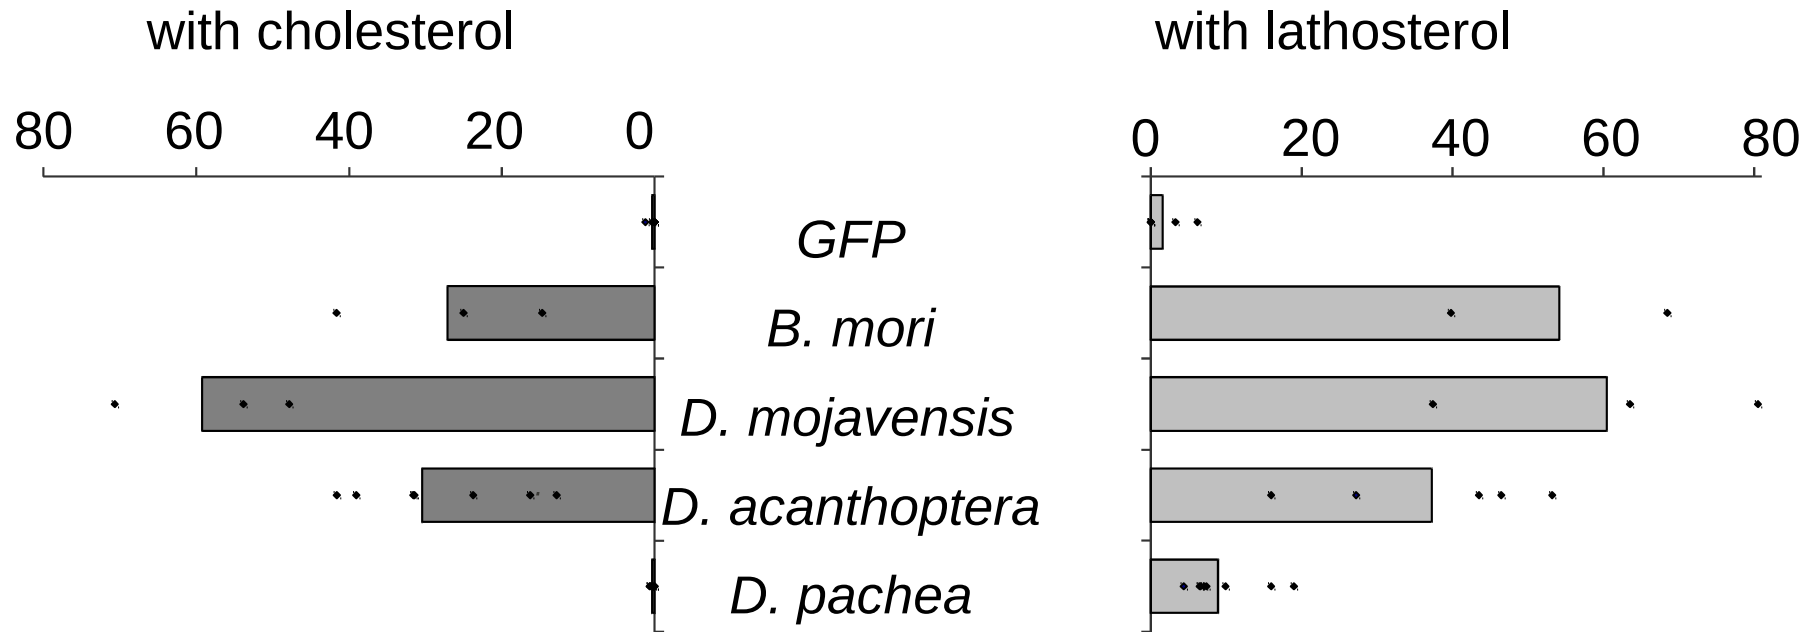 with cholesterol
with lathosterol
80 60 40 20 0
0 20 40 60 80
GFP
B. mori
D. mojavensis
D. acanthoptera
D. pachea